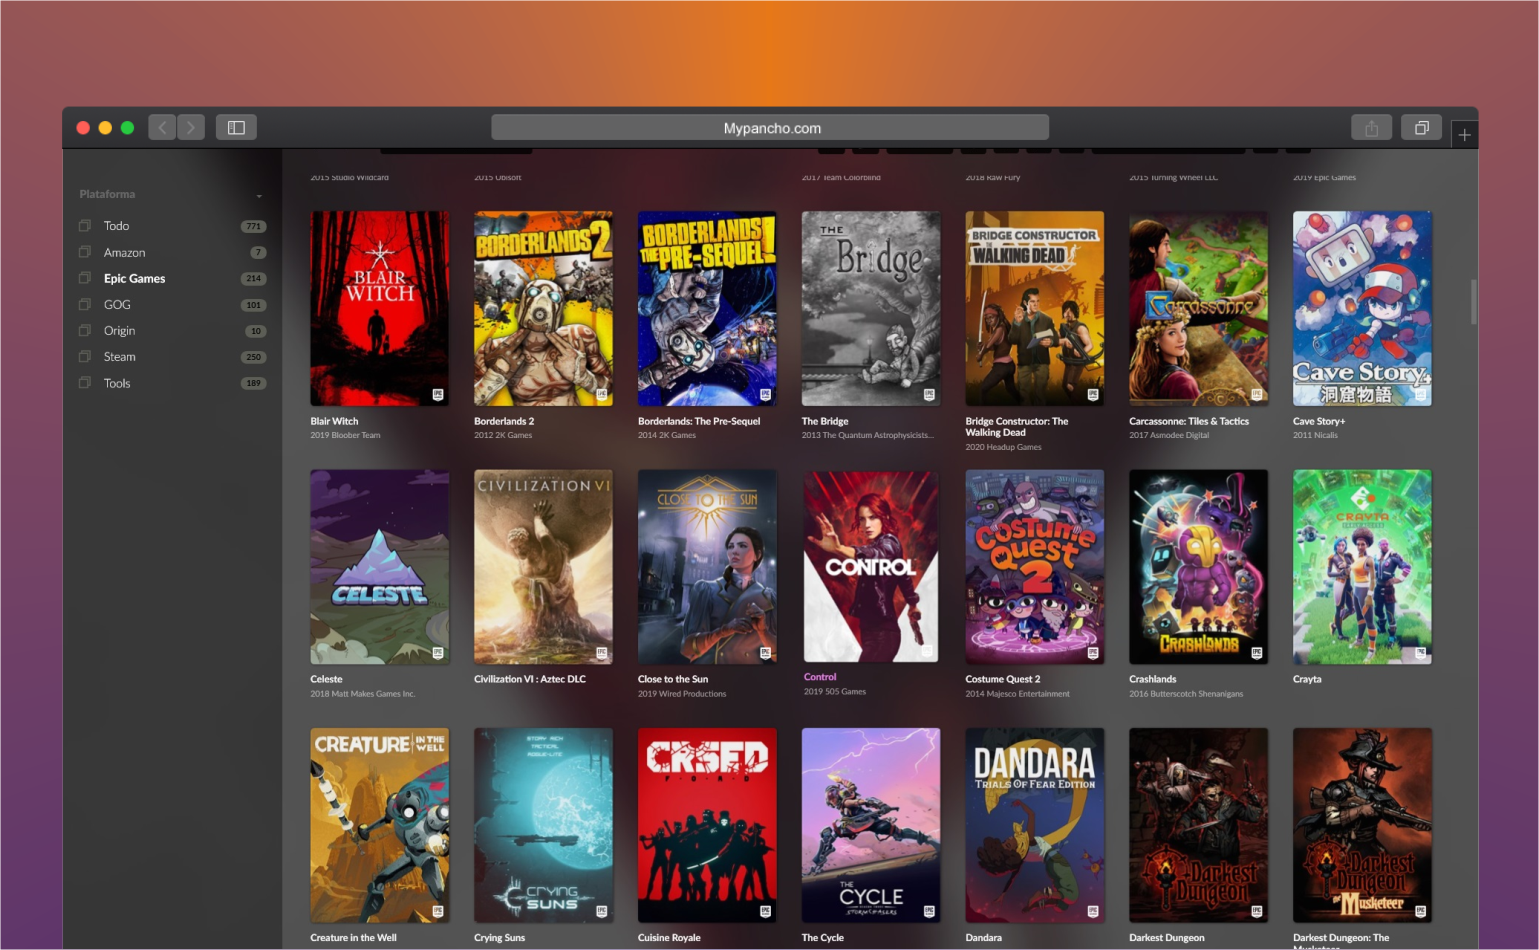 Mypancho.com
Plataforma
Todo 771
Amazon 7
Epic Games 214
GOG 101
Origin 10
Steam 250
Tools 189
2015 Studio Wildcard
2015 Ubisoft
2017 Team Colorblind
2018 Raw Fury
2015 Turning Wheel LLC
2019 Epic Games
BLAIR
WITCH
BORDERLANDS 2
BORDERLANDS
THE PRE-SEQUEL!
THE
Bridge
BRIDGE CONSTRUCTOR
THE
WALKING DEAD
Carcassonne
Cave Story+
洞窟物語
Blair Witch
2019 Bloober Team
Borderlands 2
2012 2K Games
Borderlands: The Pre-Sequel
2014 2K Games
The Bridge
2013 The Quantum Astrophysicists...
Bridge Constructor: The
Walking Dead
2020 Headup Games
Carcassonne: Tiles & Tactics
2017 Asmodee Digital
Cave Story+
2011 Nicalis
CELESTE
CIVILIZATION VI
CLOSE TO THE SUN
CONTROL
Costume
Quest
2
CRASHLANDS
CRAYTA
Celeste
2018 Matt Makes Games Inc.
Civilization VI : Aztec DLC
Close to the Sun
2019 Wired Productions
Control
2019 505 Games
Costume Quest 2
2014 Majesco Entertainment
Crashlands
2016 Butterscotch Shenanigans
Crayta
CREATURE IN THE
WELL
STORY RICH
TACTICAL
ROGUE-LITE
CRYING
SUNS
CRSED
F.O.A.D
THE
CYCLE
DANDARA
TRIALS OF FEAR EDITION
Darkest
Dungeon
Darkest
Dungeon
the Musketeer
Creature in the Well
Crying Suns
Cuisine Royale
The Cycle
Dandara
Darkest Dungeon
Darkest Dungeon: The
Musketeer